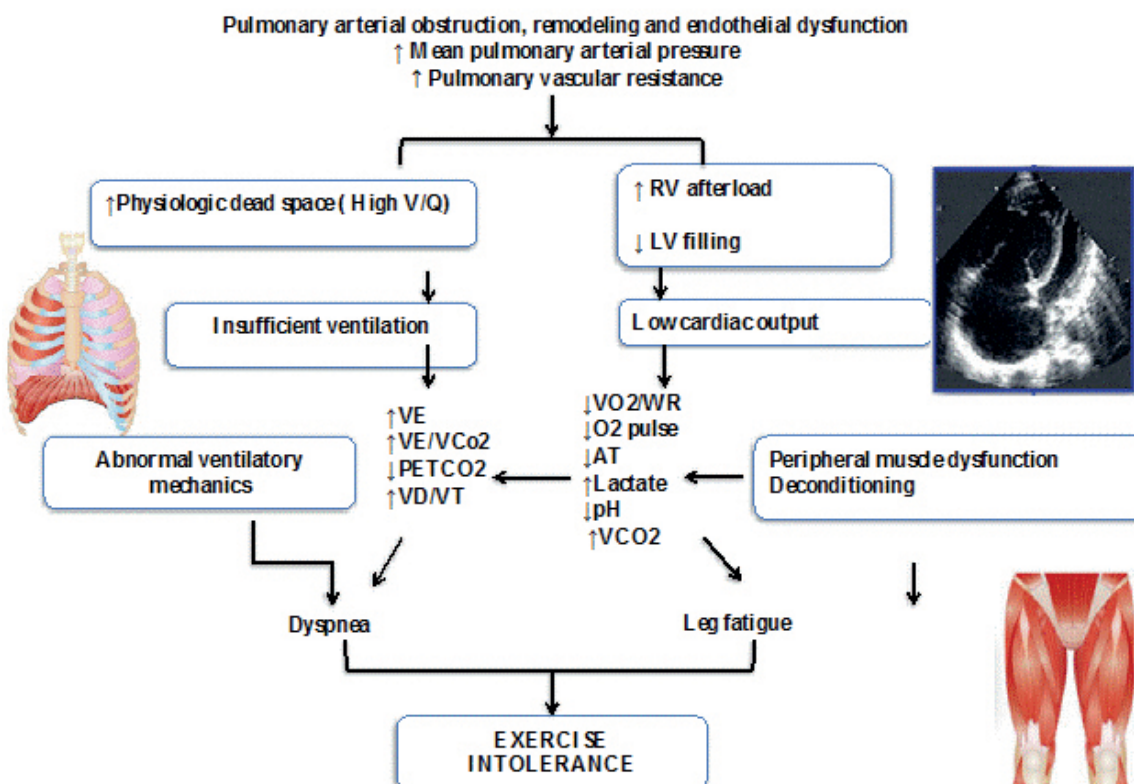 Pulmonary arterial obstruction, remodeling and endothelial dysfunction
↑ Mean pulmonary arterial pressure
↑ Pulmonary vascular resistance
↑Physiologic dead space ( High V/Q)
↑ RV afterload
↓ LV filling
Insufficient ventilation
Low cardiac output
↑VE
↑VE/VCo2
↓PETCO2
↑VD/VT
↓VO2/WR
↓O2 pulse
↓AT
↑Lactate
↓pH
↑VCO2
Abnormal ventilatory
mechanics
Peripheral muscle dysfunction
Deconditioning
Dyspnea
Leg fatigue
EXERCISE
INTOLERANCE